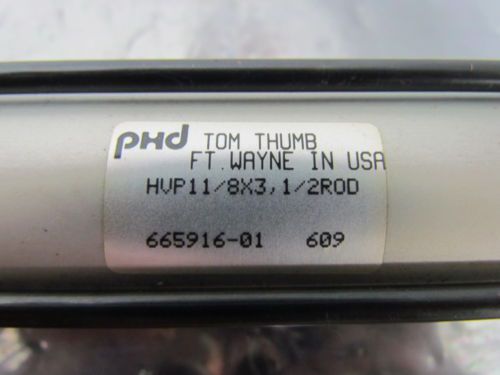 PHD TOM THUMB
FT.WAYNE IN USA
HVP11/8X3,1/2ROD
665916-01 609